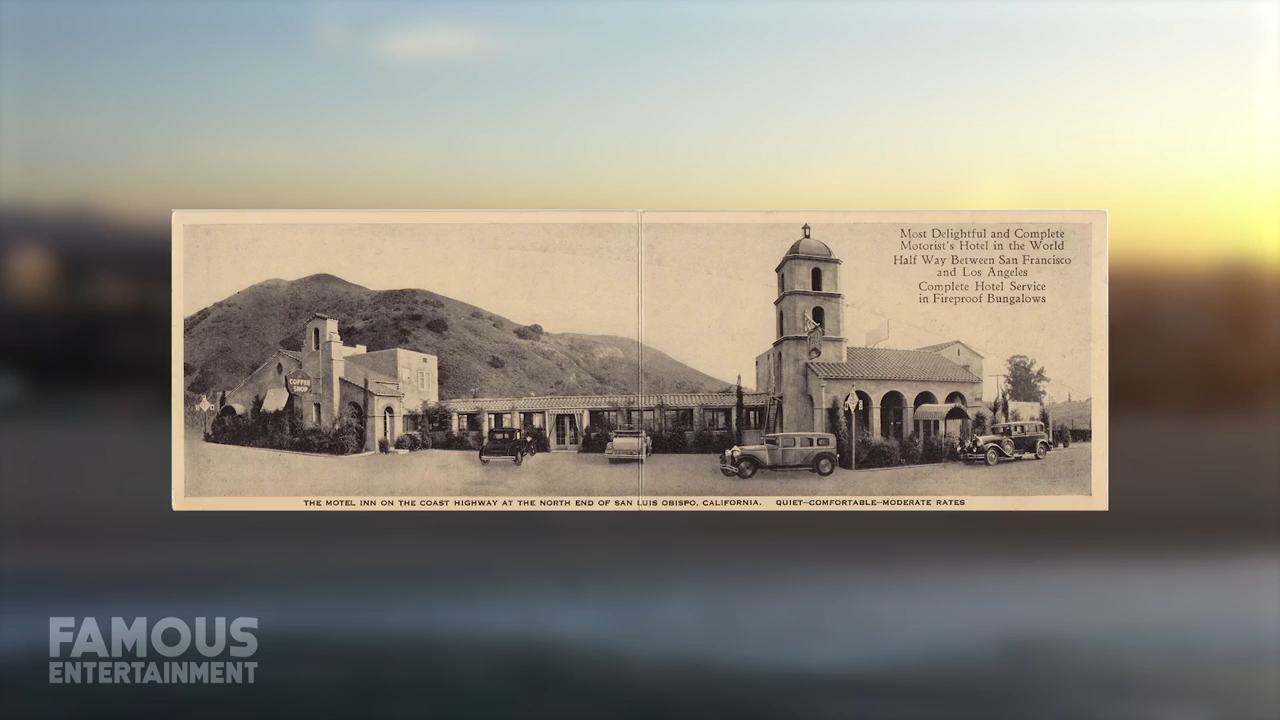 Most Delightful and Complete
Motorist's Hotel in the World
Half Way Between San Francisco
and Los Angeles
Complete Hotel Service
in Fireproof Bungalows
COFFEE
SHOP
THE MOTEL INN ON THE COAST HIGHWAY AT THE NORTH END OF SAN LUIS OBISPO, CALIFORNIA. QUIET—COMFORTABLE—MODERATE RATES
FAMOUS
ENTERTAINMENT